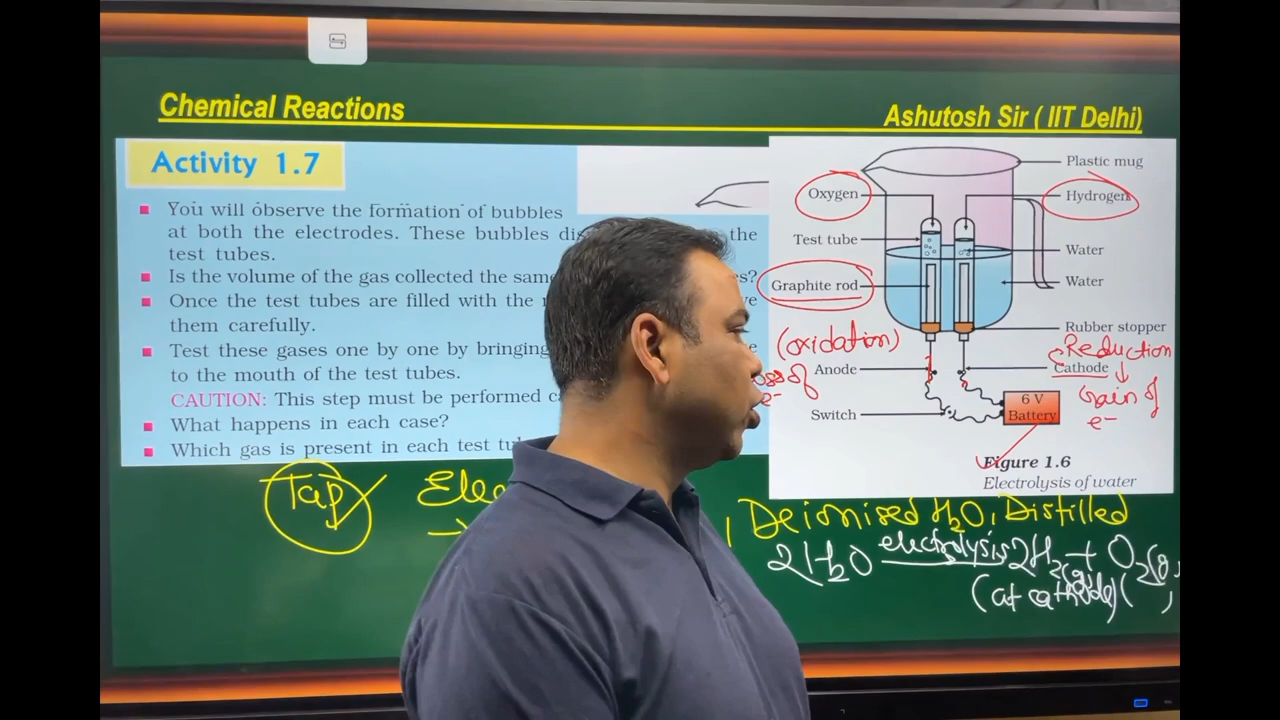 Chemical Reactions
Ashutosh Sir ( IIT Delhi)
Activity 1.7
You will observe the formation of bubbles
at both the electrodes. These bubbles the
test tubes.
Is the volume of the gas collected the same
Once the test tubes are filled with the
them carefully.
Test these gases one by one by bringing
to the mouth of the test tubes.
CAUTION: This step must be performed
What happens in each case?
Which gas is present in each test
Plastic mug
Oxygen
Hydrogen
Test tube
Water
Graphite rod
Water
Rubber stopper
(oxidation)
Reduction
Anode
Cathode
of
e-
Gain of
e-
Switch
6 V
Battery
Figure 1.6
Electrolysis of water
Tap
, Deionised H₂O, Distilled
2H₂O electrolysis 2H₂ + O₂
(at cathode) (